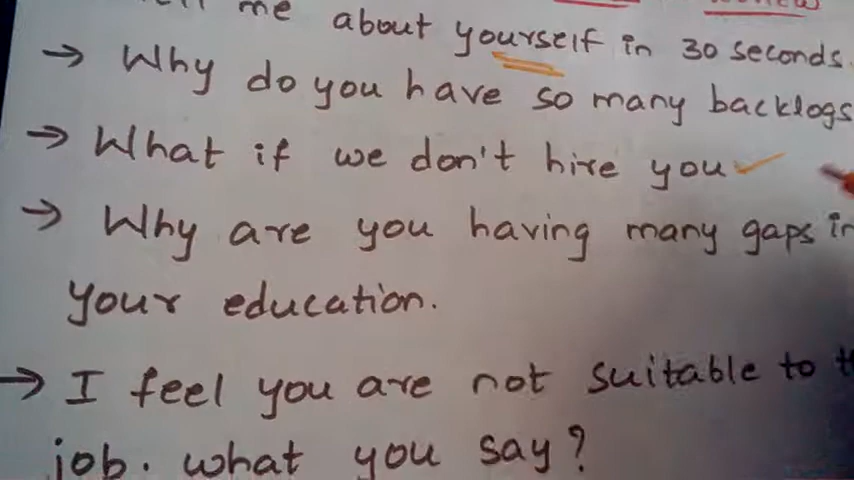 me about yourself in 30 seconds.
→ Why do you have so many backlogs
→ What if we don't hire you ✓
→ Why are you having many gaps in
your education.
→ I feel you are not suitable to
job. what you say?